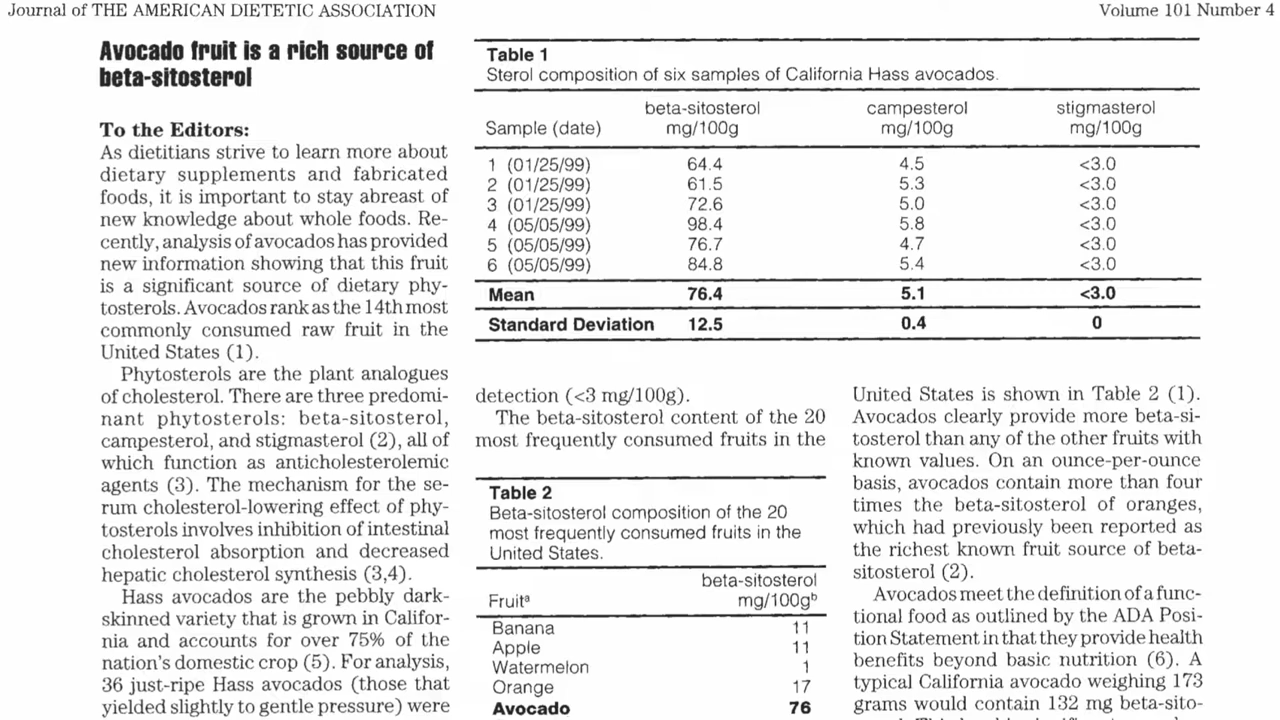 Journal of THE AMERICAN DIETETIC ASSOCIATION
Volume 101 Number 4
Avocado fruit is a rich source of
beta-sitosterol
To the Editors:
As dietitians strive to learn more about
dietary supplements and fabricated
foods, it is important to stay abreast of
new knowledge about whole foods. Re-
cently, analysis of avocados has provided
new information showing that this fruit
is a significant source of dietary phy-
tosterols. Avocados rank as the 14th most
commonly consumed raw fruit in the
United States (1).
Phytosterols are the plant analogues
of cholesterol. There are three predomi-
nant phytosterols: beta-sitosterol,
campesterol, and stigmasterol (2), all of
which function as anticholesterolemic
agents (3). The mechanism for the se-
rum cholesterol-lowering effect of phy-
tosterols involves inhibition of intestinal
cholesterol absorption and decreased
hepatic cholesterol synthesis (3,4).
Hass avocados are the pebbly dark-
skinned variety that is grown in Califor-
nia and accounts for over 75% of the
nation's domestic crop (5). For analysis,
36 just-ripe Hass avocados (those that
yielded slightly to gentle pressure) were
Table 1
Sterol composition of six samples of California Hass avocados.
beta-sitosterol campesterol stigmasterol
Sample (date) mg/100g mg/100g mg/100g
1 (01/25/99) 64.4 4.5 <3.0
2 (01/25/99) 61.5 5.3 <3.0
3 (01/25/99) 72.6 5.0 <3.0
4 (05/05/99) 98.4 5.8 <3.0
5 (05/05/99) 76.7 4.7 <3.0
6 (05/05/99) 84.8 5.4 <3.0
Mean 76.4 5.1 <3.0
Standard Deviation 12.5 0.4 0
detection (<3 mg/100g).
The beta-sitosterol content of the 20
most frequently consumed fruits in the
Table 2
Beta-sitosterol composition of the 20
most frequently consumed fruits in the
United States.
beta-sitosterol
Fruitᵃ mg/100gᵇ
Banana 11
Apple 11
Watermelon 1
Orange 17
Avocado 76
United States is shown in Table 2 (1).
Avocados clearly provide more beta-si-
tosterol than any of the other fruits with
known values. On an ounce-per-ounce
basis, avocados contain more than four
times the beta-sitosterol of oranges,
which had previously been reported as
the richest known fruit source of beta-
sitosterol (2).
Avocados meet the definition of a func-
tional food as outlined by the ADA Posi-
tion Statement in that they provide health
benefits beyond basic nutrition (6). A
typical California avocado weighing 173
grams would contain 132 mg beta-sito-